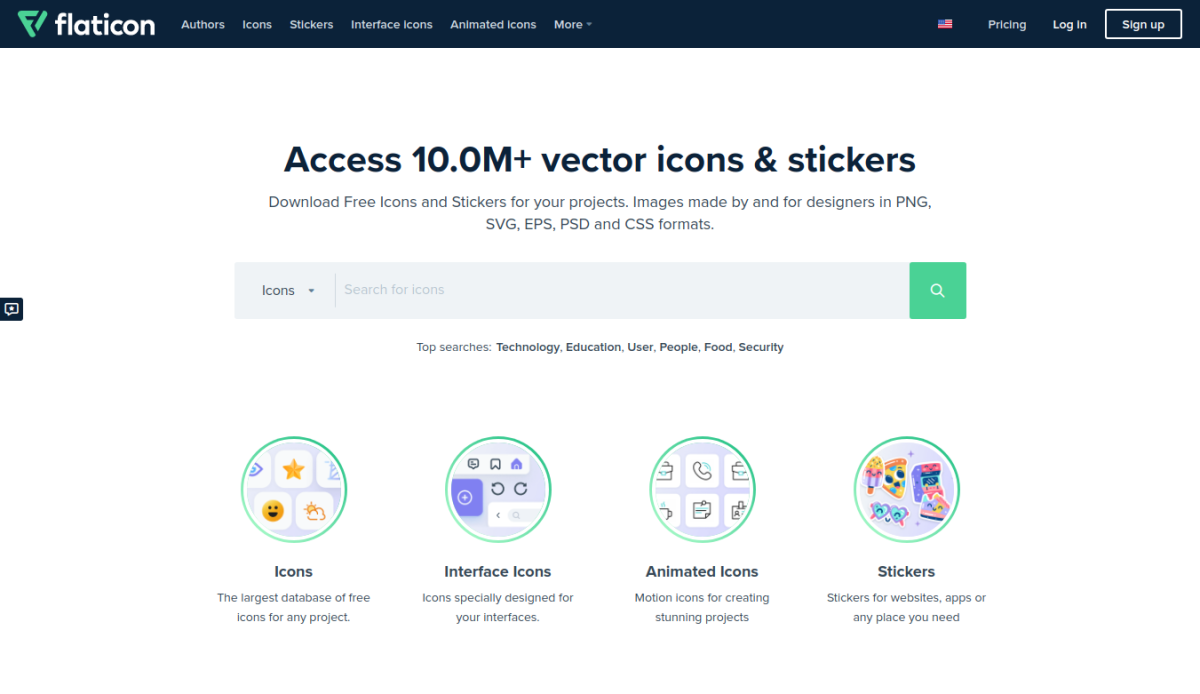 flaticon
Authors Icons Stickers Interface icons Animated icons More
Pricing Log in Sign up
Access 10.0M+ vector icons & stickers
Download Free Icons and Stickers for your projects. Images made by and for designers in PNG,
SVG, EPS, PSD and CSS formats.
Icons Search for icons
Top searches: Technology, Education, User, People, Food, Security
Icons
The largest database of free
icons for any project.
Interface Icons
Icons specially designed for
your interfaces.
Animated Icons
Motion icons for creating
stunning projects
Stickers
Stickers for websites, apps or
any place you need